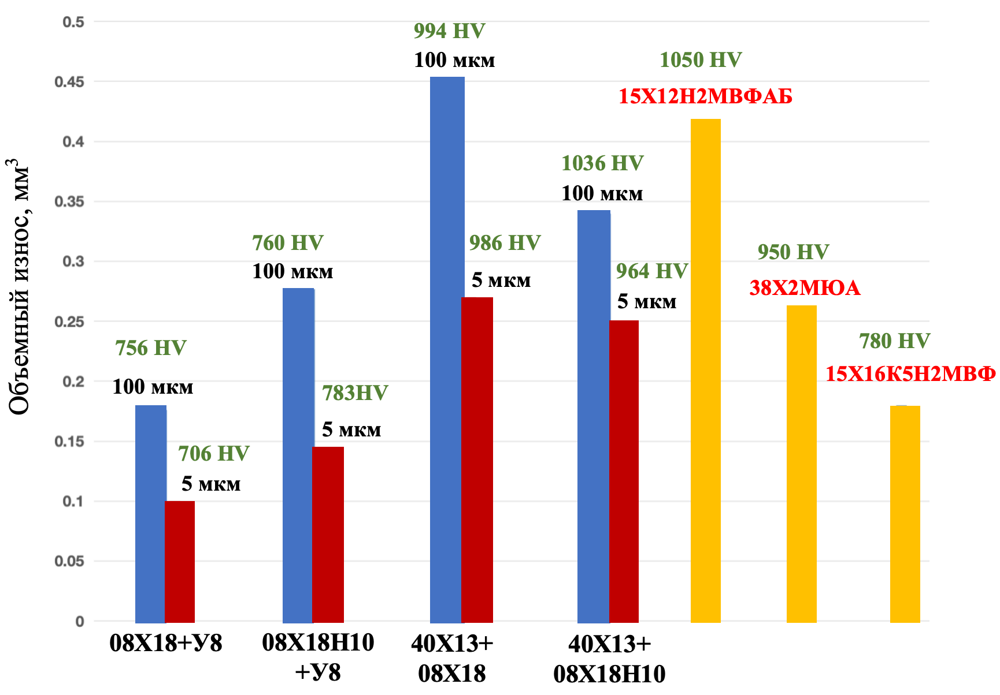 Объемный износ, мм³
0.5
0.45
0.4
0.35
0.3
0.25
0.2
0.15
0.1
0.05
0
756 HV
100 мкм
706 HV
5 мкм
760 HV
100 мкм
783HV
5 мкм
994 HV
100 мкм
986 HV
5 мкм
1036 HV
100 мкм
964 HV
5 мкм
1050 HV
15Х12Н2МВФАБ
950 HV
38Х2МЮА
780 HV
15Х16К5Н2МВФ
08Х18+У8
08Х18Н10
+У8
40Х13+
08Х18
40Х13+
08Х18Н10